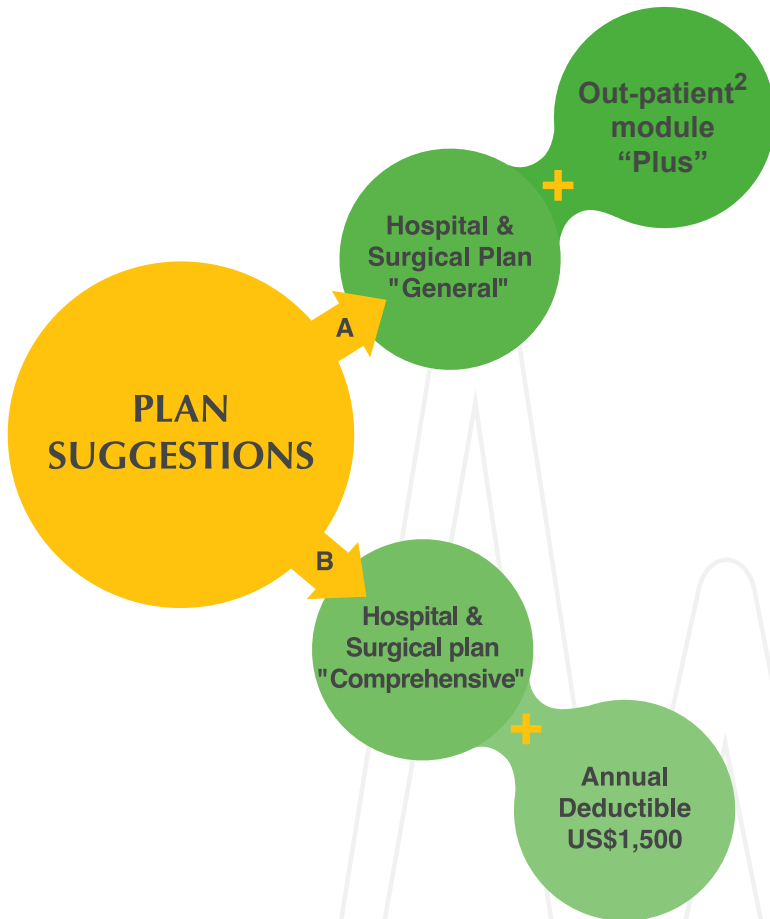 Out-patient²
module
“Plus”
+
Hospital &
Surgical Plan
"General"
A
PLAN
SUGGESTIONS
B
Hospital &
Surgical plan
"Comprehensive"
+
Annual
Deductible
US$1,500